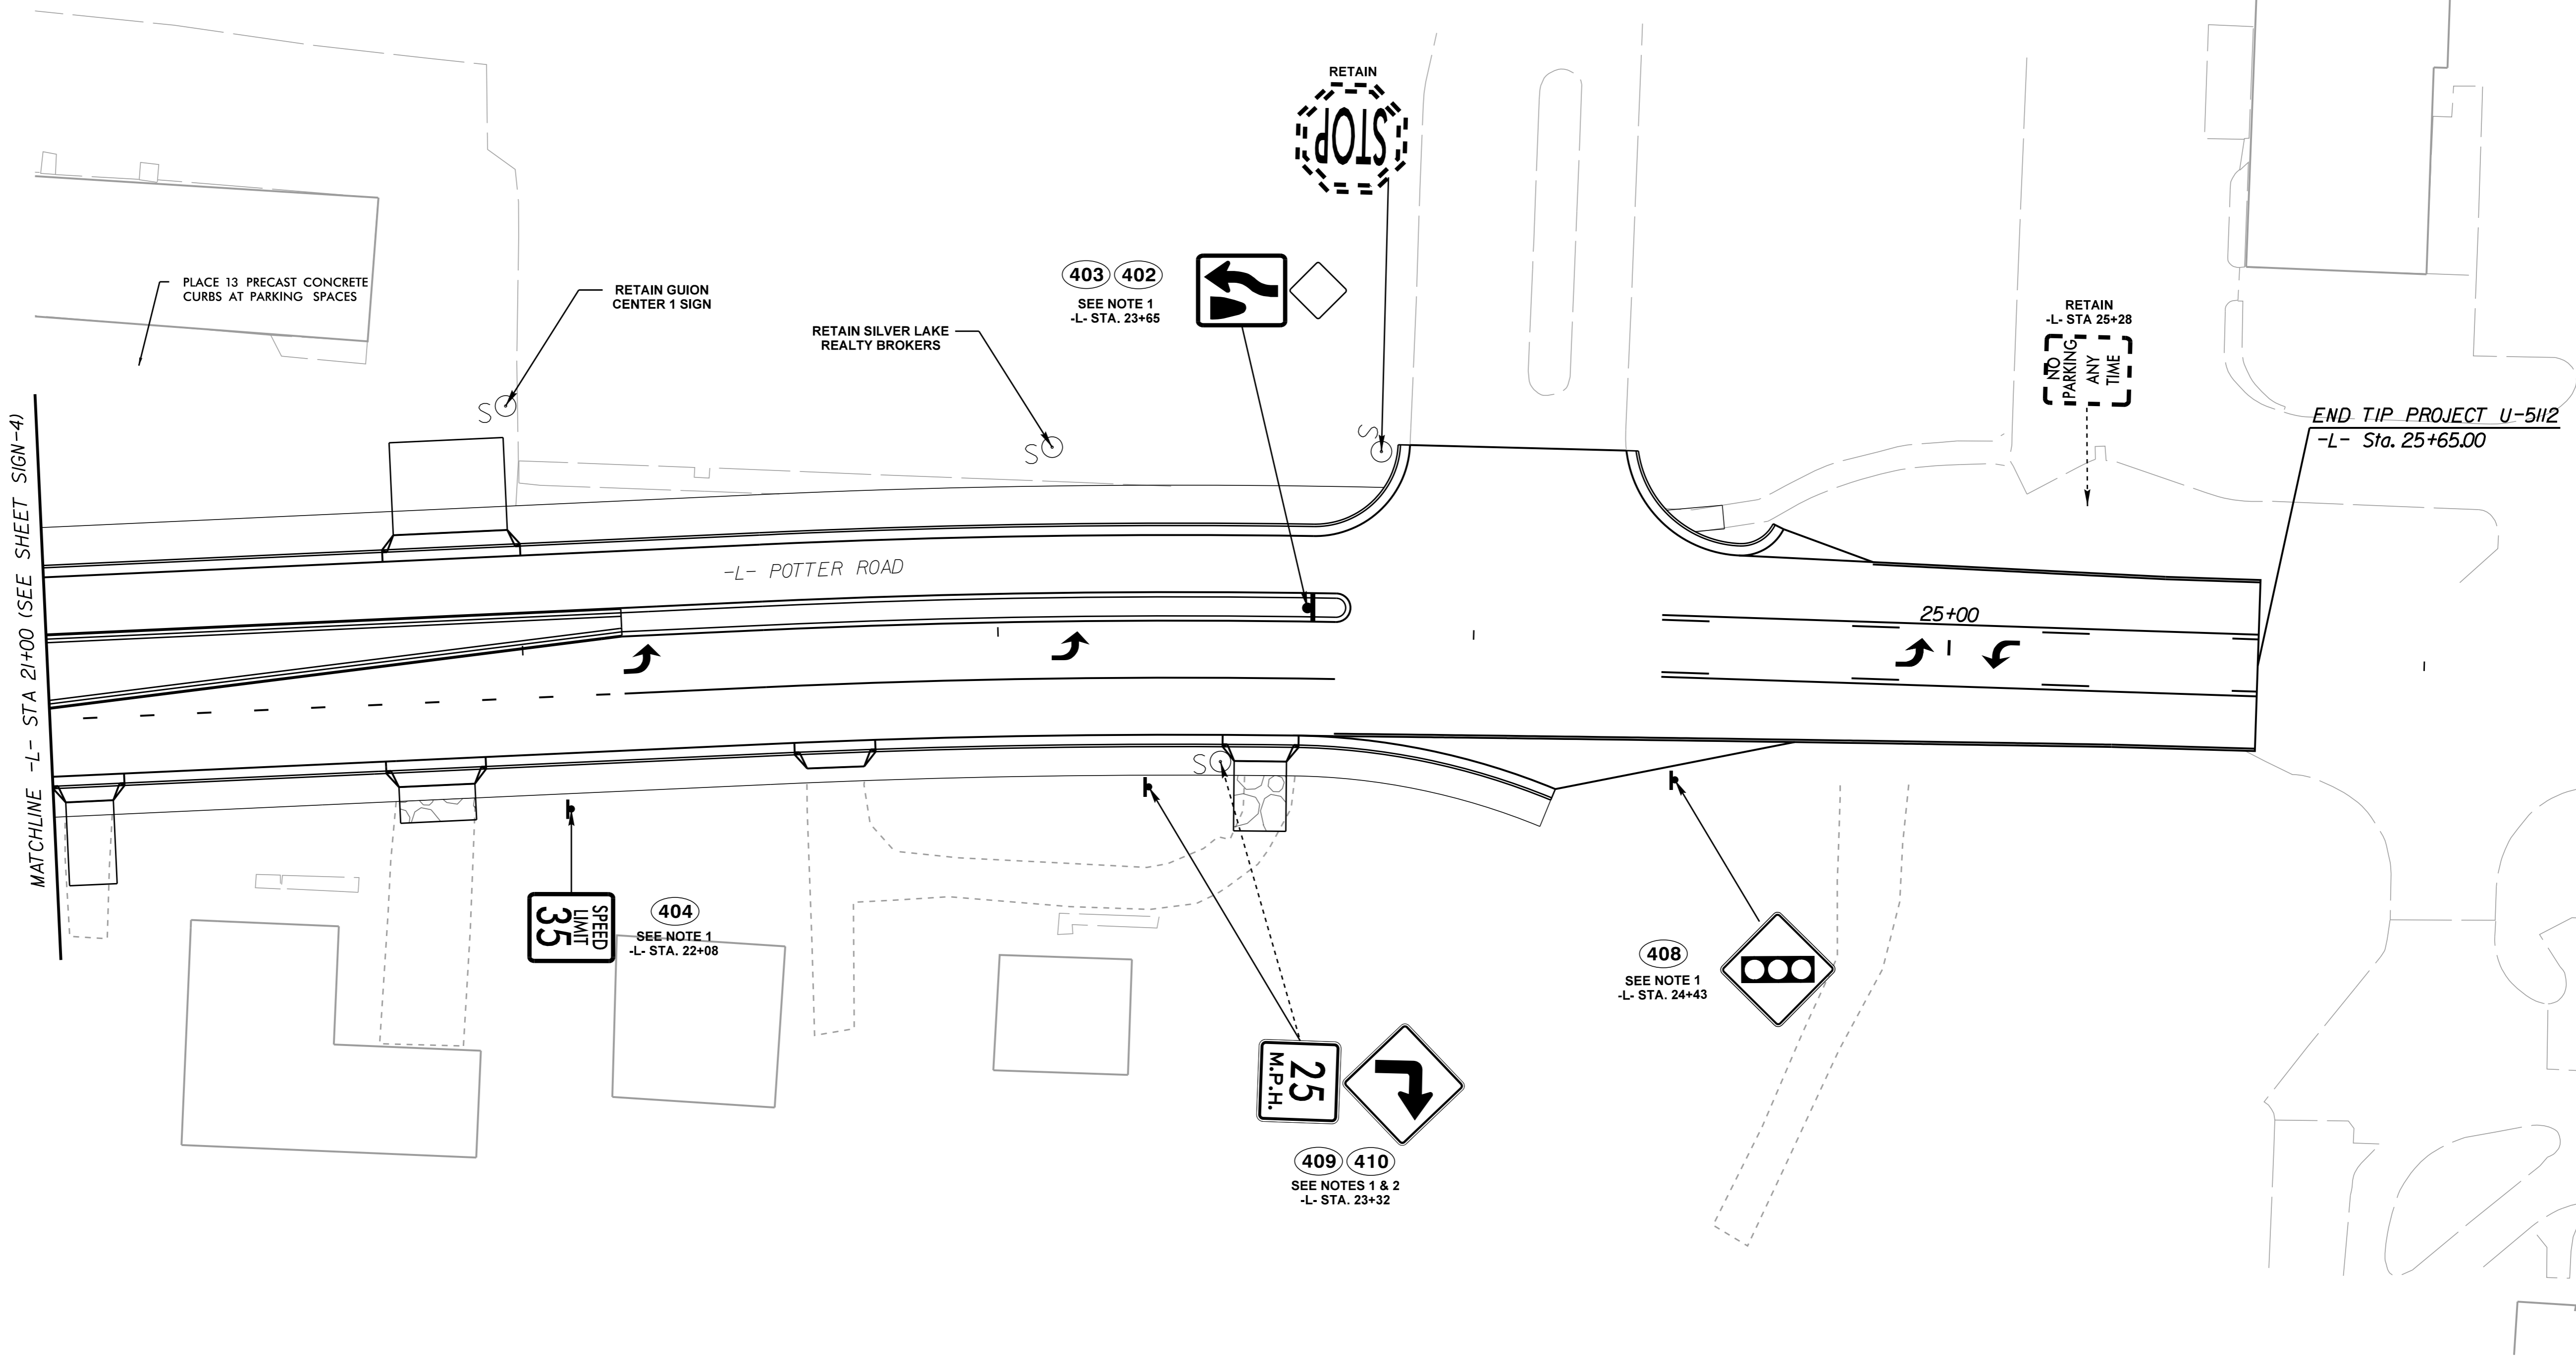 RETAIN
STOP
PLACE 13 PRECAST CONCRETE
CURBS AT PARKING SPACES
RETAIN GUION
CENTER 1 SIGN
RETAIN SILVER LAKE
REALTY BROKERS
403 402
SEE NOTE 1
-L- STA. 23+65
RETAIN
-L- STA 25+28
NO
PARKING
ANY
TIME
END TIP PROJECT U-5112
-L- Sta. 25+65.00
S
S
S
MATCHLINE -L- STA 21+00 (SEE SHEET SIGN-4)
-L- POTTER ROAD
25+00
S
SPEED
LIMIT
35
404
SEE NOTE 1
-L- STA. 22+08
408
SEE NOTE 1
-L- STA. 24+43
25
M.P.H.
409 410
SEE NOTES 1 & 2
-L- STA. 23+32